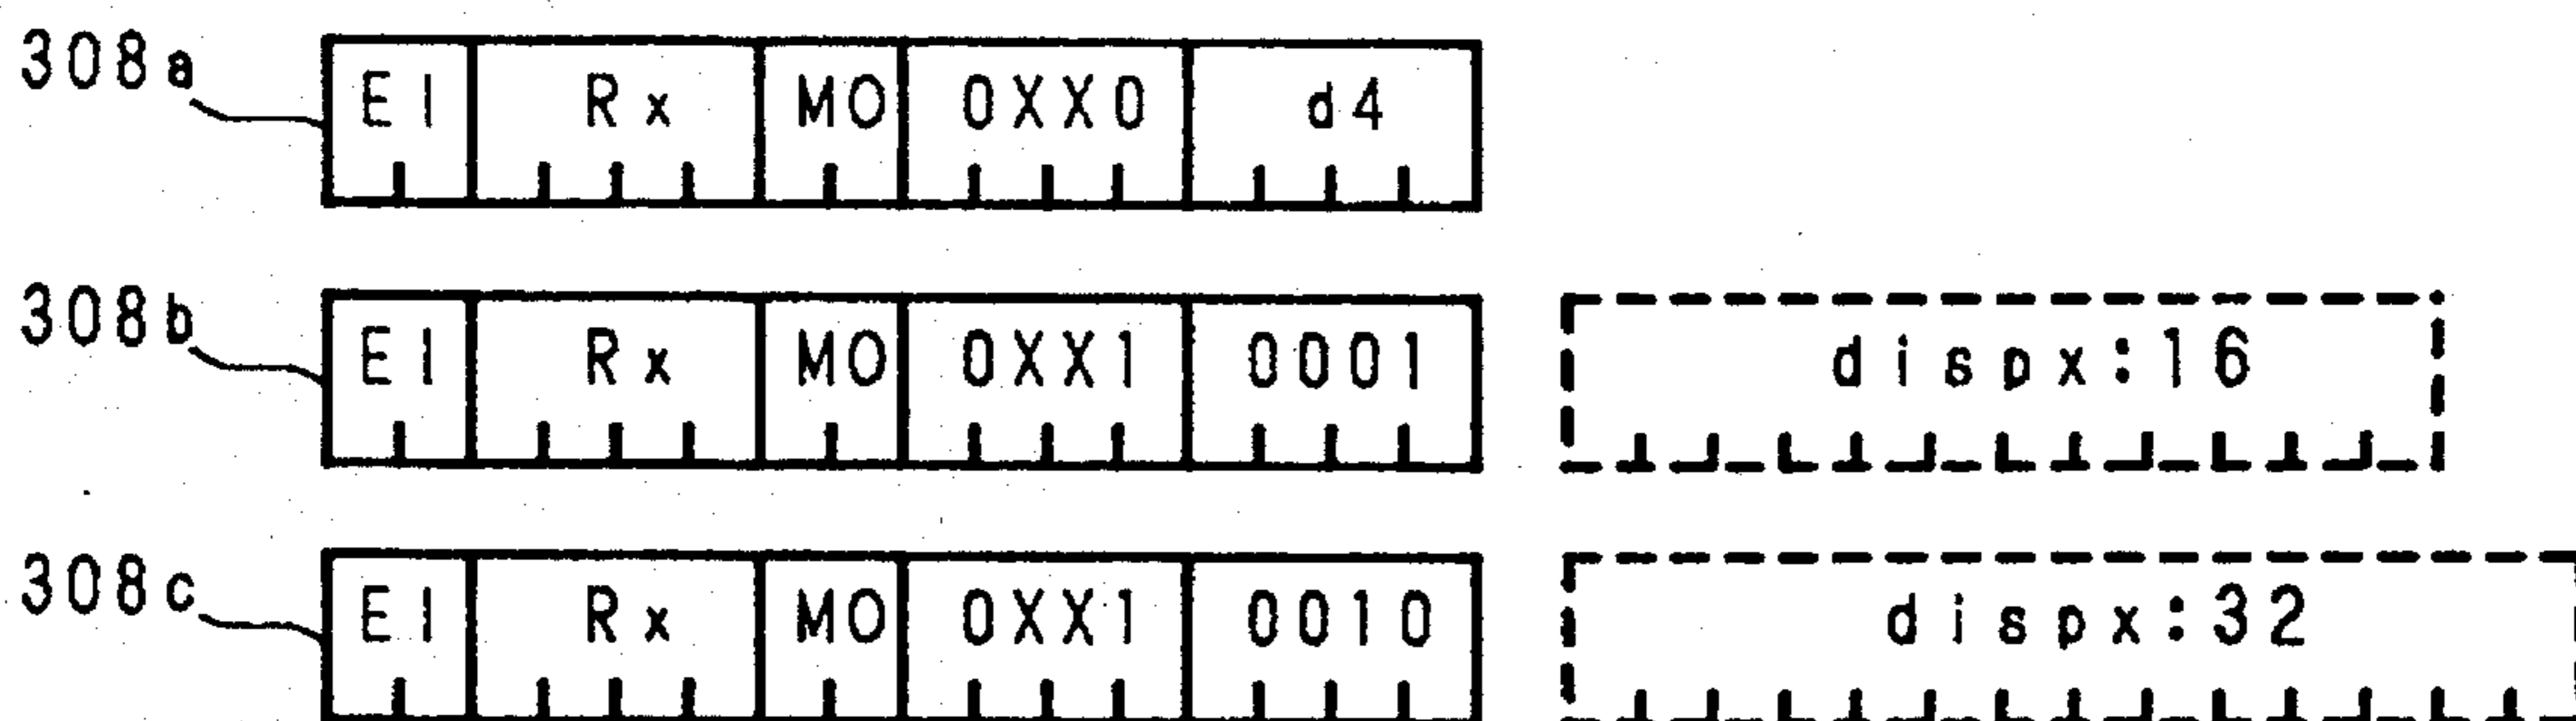 308a EI Rx MO 0XX0 d4
308b EI Rx MO 0XX1 0001 dispx:16
308c EI Rx MO 0XX1 0010 dispx:32